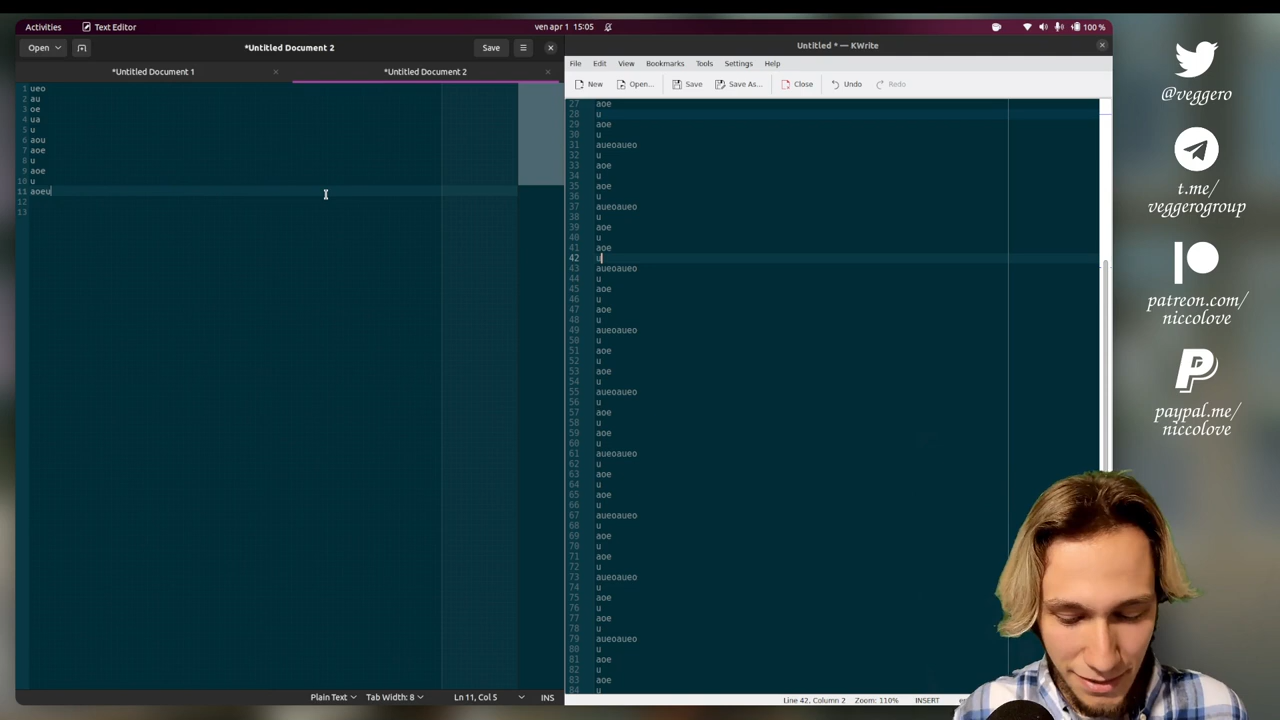 Activities
Text Editor
ven apr 1 15:05
100 %
Open
*Untitled Document 2
Save
*Untitled Document 1
*Untitled Document 2
1 ueo
2 au
3 oe
4 ua
5 u
6 aou
7 aoe
8 u
9 aoe
10 u
11 aoeu
12
13
Plain Text
Tab Width: 8
Ln 11, Col 5
INS
Untitled * — KWrite
File Edit View Bookmarks Tools Settings Help
New Open... Save Save As... Close Undo Redo
27 aoe
28 u
29 aoe
30 u
31 aueoaueo
32 u
33 aoe
34 u
35 aoe
36 u
37 aueoaueo
38 u
39 aoe
40 u
41 aoe
42 u
43 aueoaueo
44 u
45 aoe
46 u
47 aoe
48 u
49 aueoaueo
50 u
51 aoe
52 u
53 aoe
54 u
55 aueoaueo
56 u
57 aoe
58 u
59 aoe
60 u
61 aueoaueo
62 u
63 aoe
64 u
65 aoe
66 u
67 aueoaueo
68 u
69 aoe
70 u
71 aoe
72 u
73 aueoaueo
74 u
75 aoe
76 u
77 aoe
78 u
79 aueoaueo
80 u
81 aoe
82 u
83 aoe
84 u
Line 42, Column 2
Zoom: 110%
INSERT
@veggero
t.me/
veggerogroup
patreon.com/
niccolove
paypal.me/
niccolove